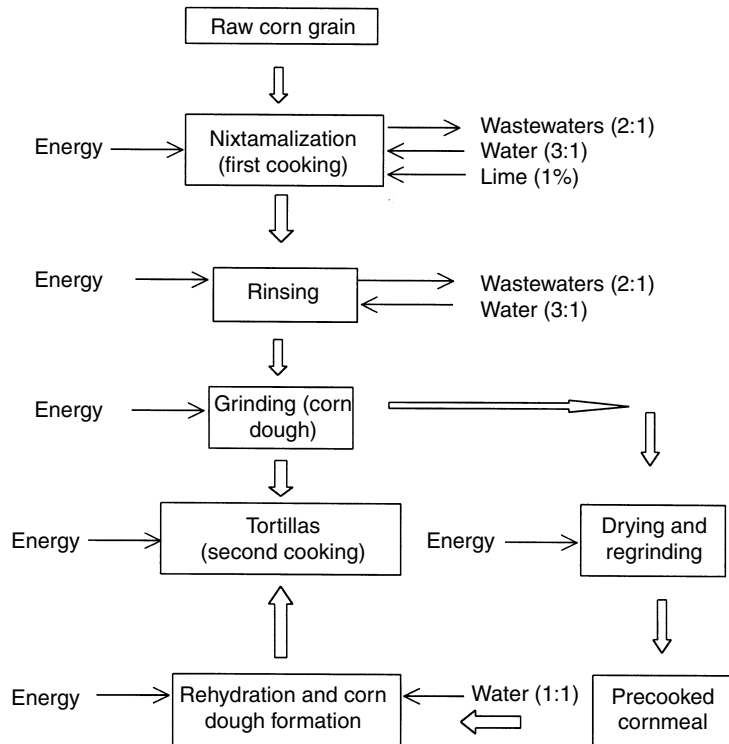 Raw corn grain
Energy
Nixtamalization
(first cooking)
Wastewaters (2:1)
Water (3:1)
Lime (1%)
Energy
Rinsing
Wastewaters (2:1)
Water (3:1)
Energy
Grinding (corn
dough)
Energy
Tortillas
(second cooking)
Energy
Drying and
regrinding
Energy
Rehydration and corn
dough formation
Water (1:1)
Precooked
cornmeal